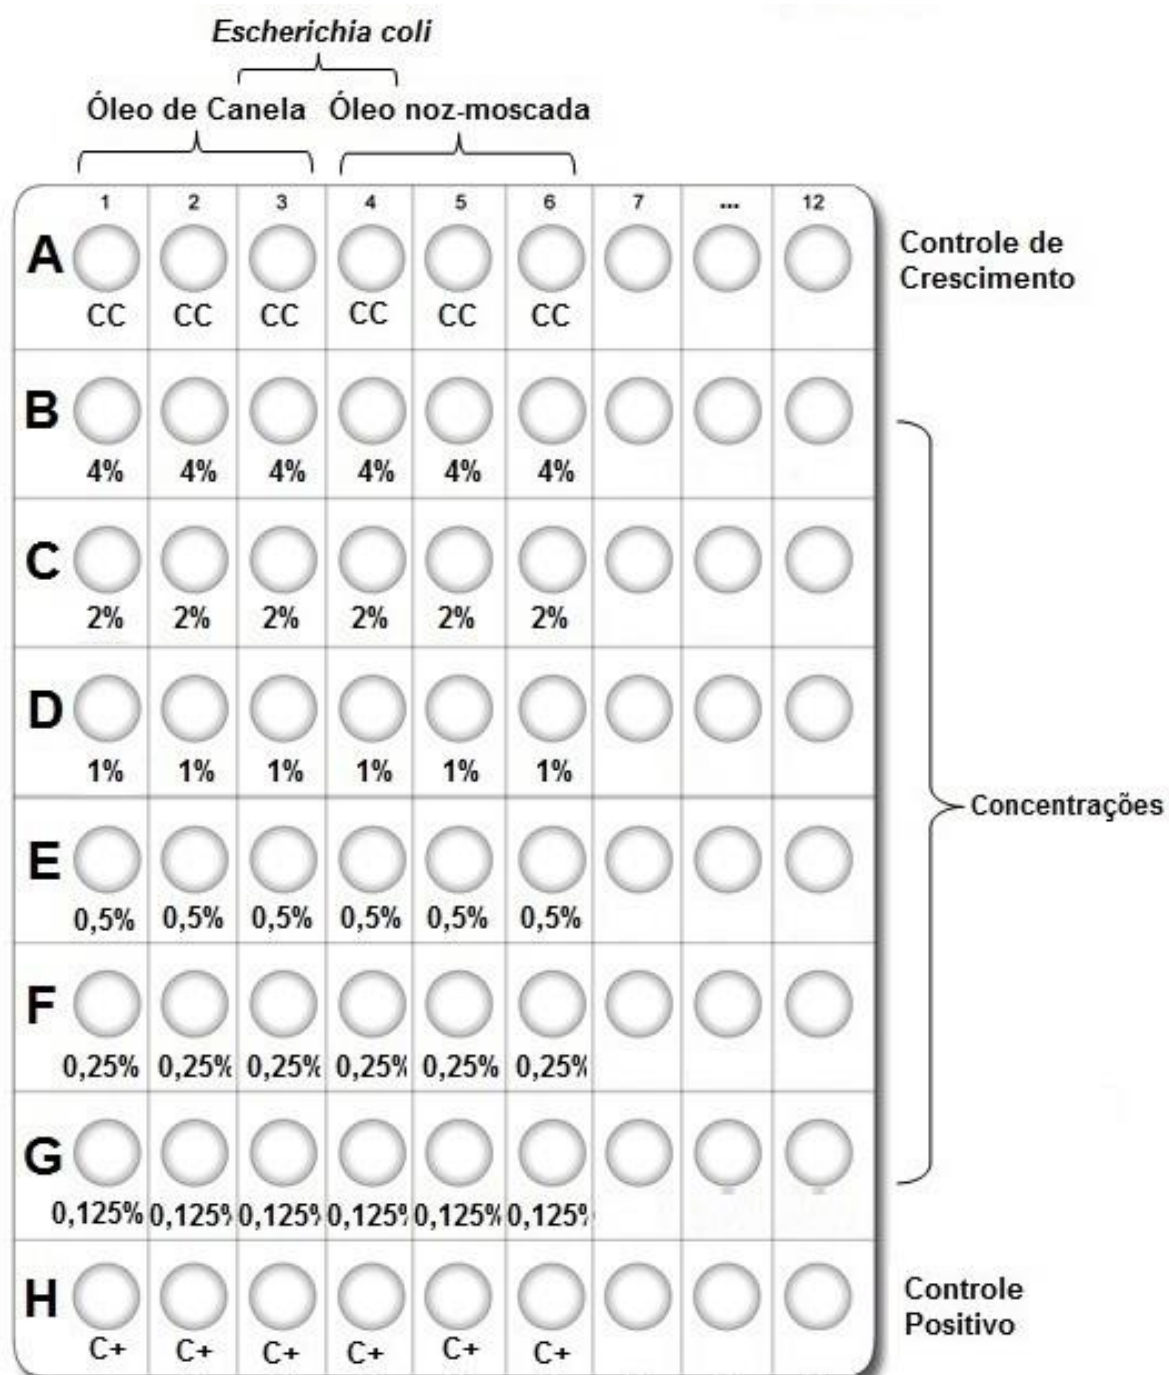 Escherichia coli
Óleo de Canela Óleo noz-moscada
1 2 3 4 5 6 7 ... 12
A
CC CC CC CC CC CC
Controle de
Crescimento
B
4% 4% 4% 4% 4% 4%
C
2% 2% 2% 2% 2% 2%
D
1% 1% 1% 1% 1% 1%
Concentrações
E
0,5% 0,5% 0,5% 0,5% 0,5% 0,5%
F
0,25% 0,25% 0,25% 0,25% 0,25% 0,25%
G
0,125% 0,125% 0,125% 0,125% 0,125% 0,125%
H
C+ C+ C+ C+ C+ C+
Controle
Positivo